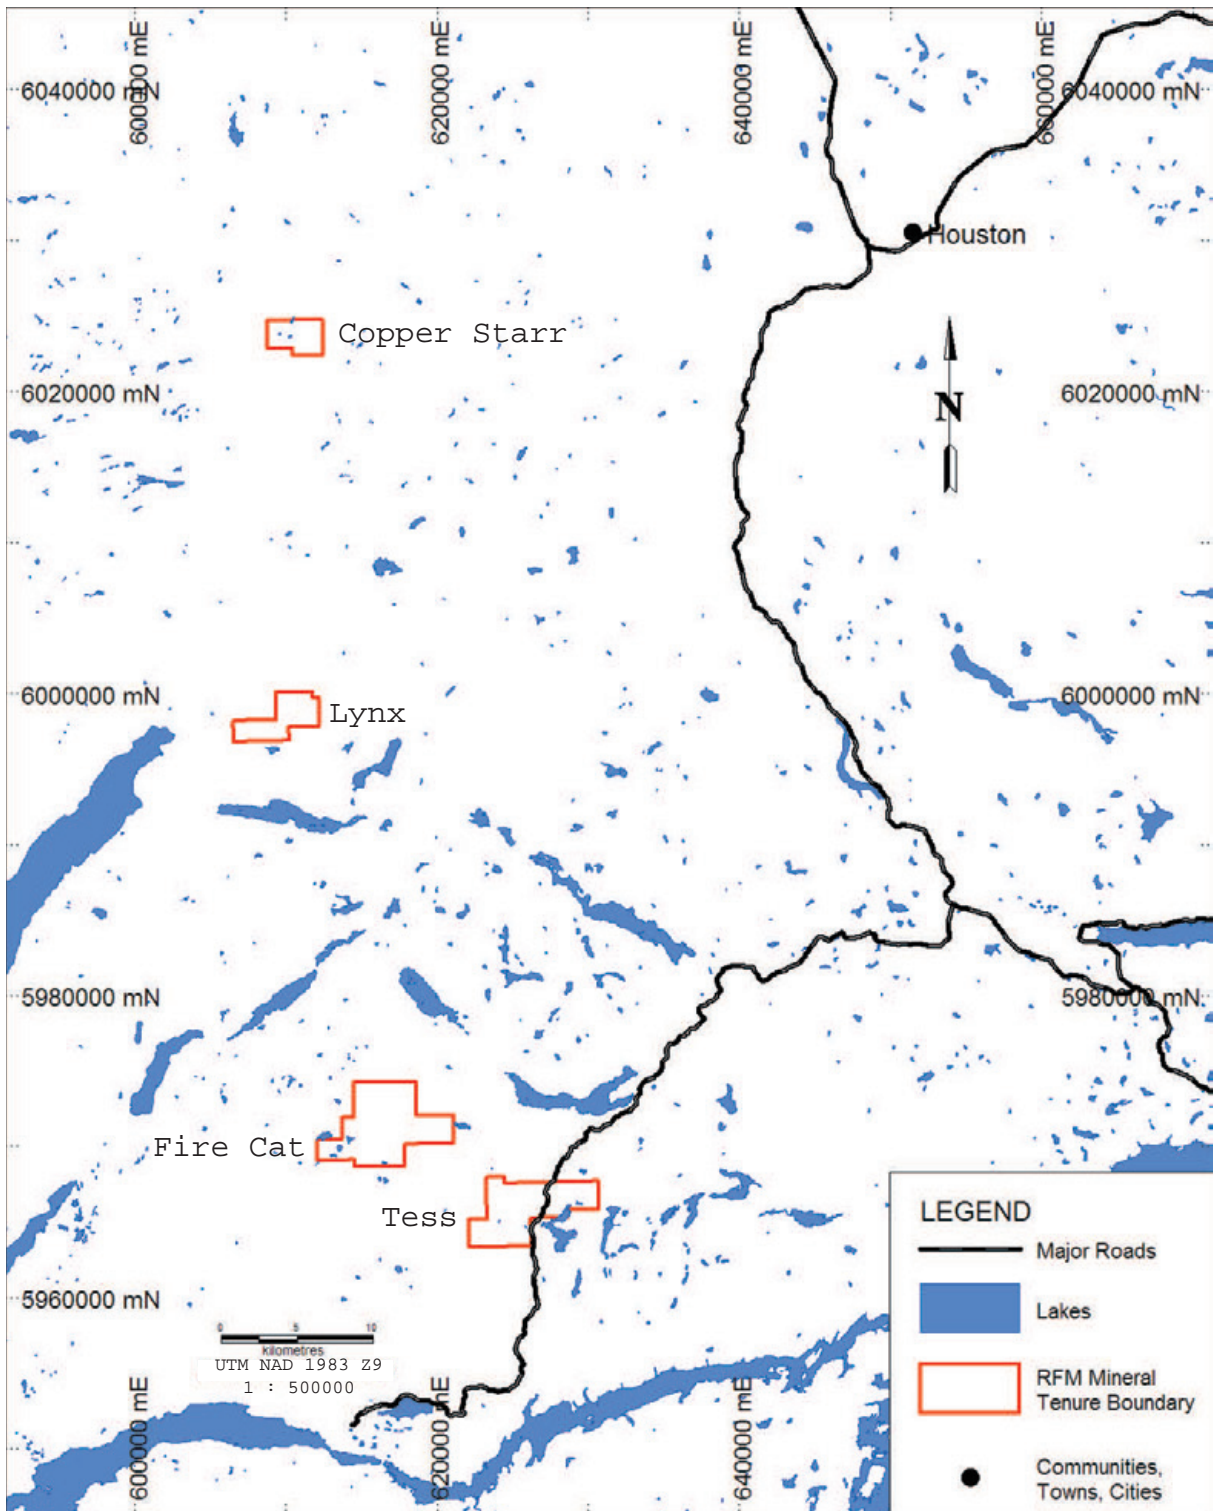 600000 mE
620000 mE
640000 mE
660000 mE
6040000 mN
6040000 mN
Houston
Copper Starr
6020000 mN
6020000 mN
N
6000000 mN
6000000 mN
Lynx
5980000 mN
5980000 mN
Fire Cat
Tess
5960000 mN
0 5 10
kilometres
UTM NAD 1983 Z9
1 : 500000
600000 mE
620000 mE
640000 mE
LEGEND
Major Roads
Lakes
RFM Mineral
Tenure Boundary
Communities,
Towns, Cities